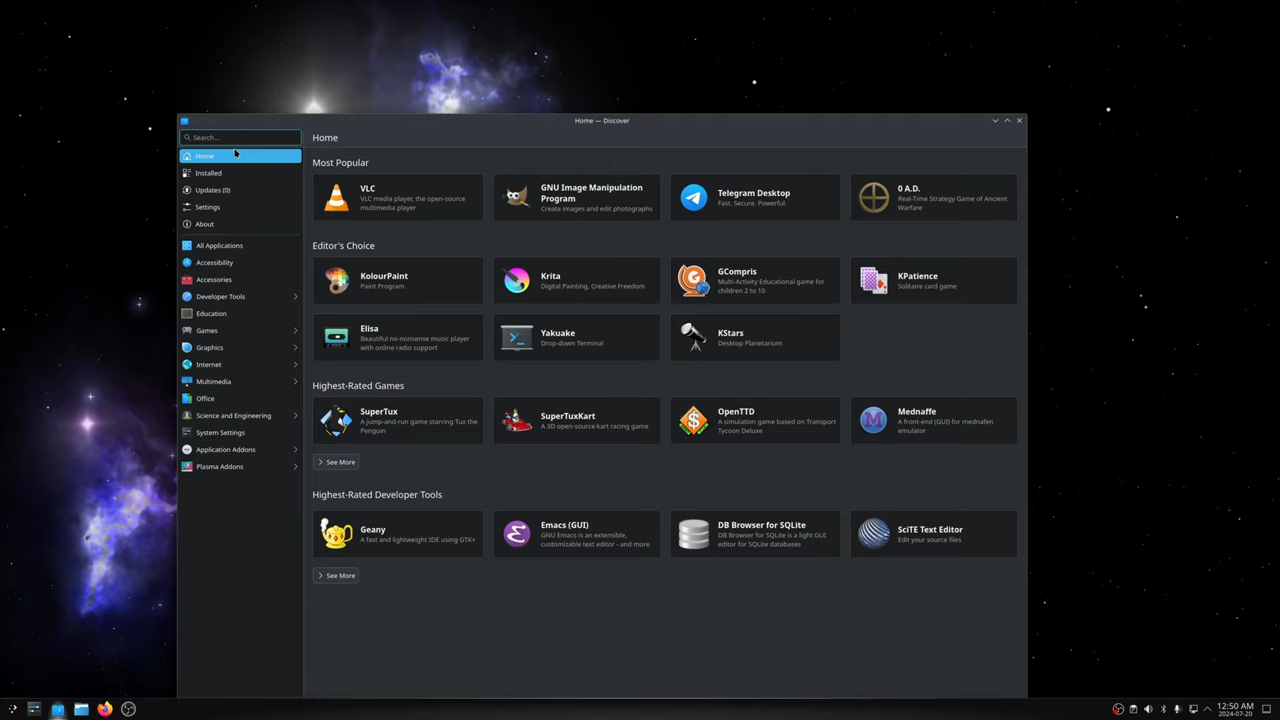 Home — Discover
Search...
Home
Installed
Updates (0)
Settings
About
All Applications
Accessibility
Accessories
Developer Tools
Education
Games
Graphics
Internet
Multimedia
Office
Science and Engineering
System Settings
Application Addons
Plasma Addons
Home
Most Popular
VLC
VLC media player, the open-source
multimedia player
GNU Image Manipulation
Program
Create images and edit photographs
Telegram Desktop
Fast. Secure. Powerful.
0 A.D.
Real-Time Strategy Game of Ancient
Warfare
Editor's Choice
KolourPaint
Paint Program
Krita
Digital Painting, Creative Freedom
GCompris
Multi-Activity Educational game for
children 2 to 10
KPatience
Solitaire card game
Elisa
Beautiful no-nonsense music player
with online radio support
Yakuake
Drop-down Terminal
KStars
Desktop Planetarium
Highest-Rated Games
SuperTux
A jump-and-run game starring Tux the
Penguin
SuperTuxKart
A 3D open-source kart racing game
OpenTTD
A simulation game based on Transport
Tycoon Deluxe
Mednaffe
A front-end (GUI) for mednafen
emulator
See More
Highest-Rated Developer Tools
Geany
A fast and lightweight IDE using GTK+
Emacs (GUI)
GNU Emacs is an extensible,
customizable text editor - and more
DB Browser for SQLite
DB Browser for SQLite is a light GUI
editor for SQLite databases
SciTE Text Editor
Edit your source files
See More
12:50 AM
2024-07-20